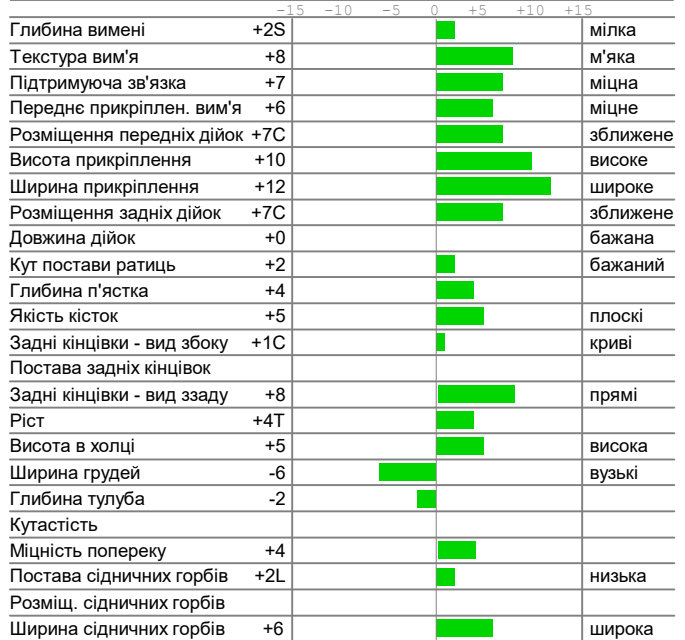 -15 -10 -5 0 +5 +10 +15
Глибина вимені +2S мілка
Текстура вим'я +8 м'яка
Підтримуюча зв'язка +7 міцна
Переднє прикріплен. вим'я +6 міцне
Розміщення передніх дійок +7C зближене
Висота прикріплення +10 високе
Ширина прикріплення +12 широке
Розміщення задніх дійок +7C зближене
Довжина дійок +0 бажана
Кут постави ратиць +2 бажаний
Глибина п'ястка +4
Якість кісток +5 плоскі
Задні кінцівки - вид збоку +1C криві
Постава задніх кінцівок
Задні кінцівки - вид ззаду +8 прямі
Ріст +4T
Висота в холці +5 висока
Ширина грудей -6 вузькі
Глибина тулуба -2
Кутастість
Міцність попереку +4
Постава сідничних горбів +2L низька
Розміщ. сідничних горбів
Ширина сідничних горбів +6 широка